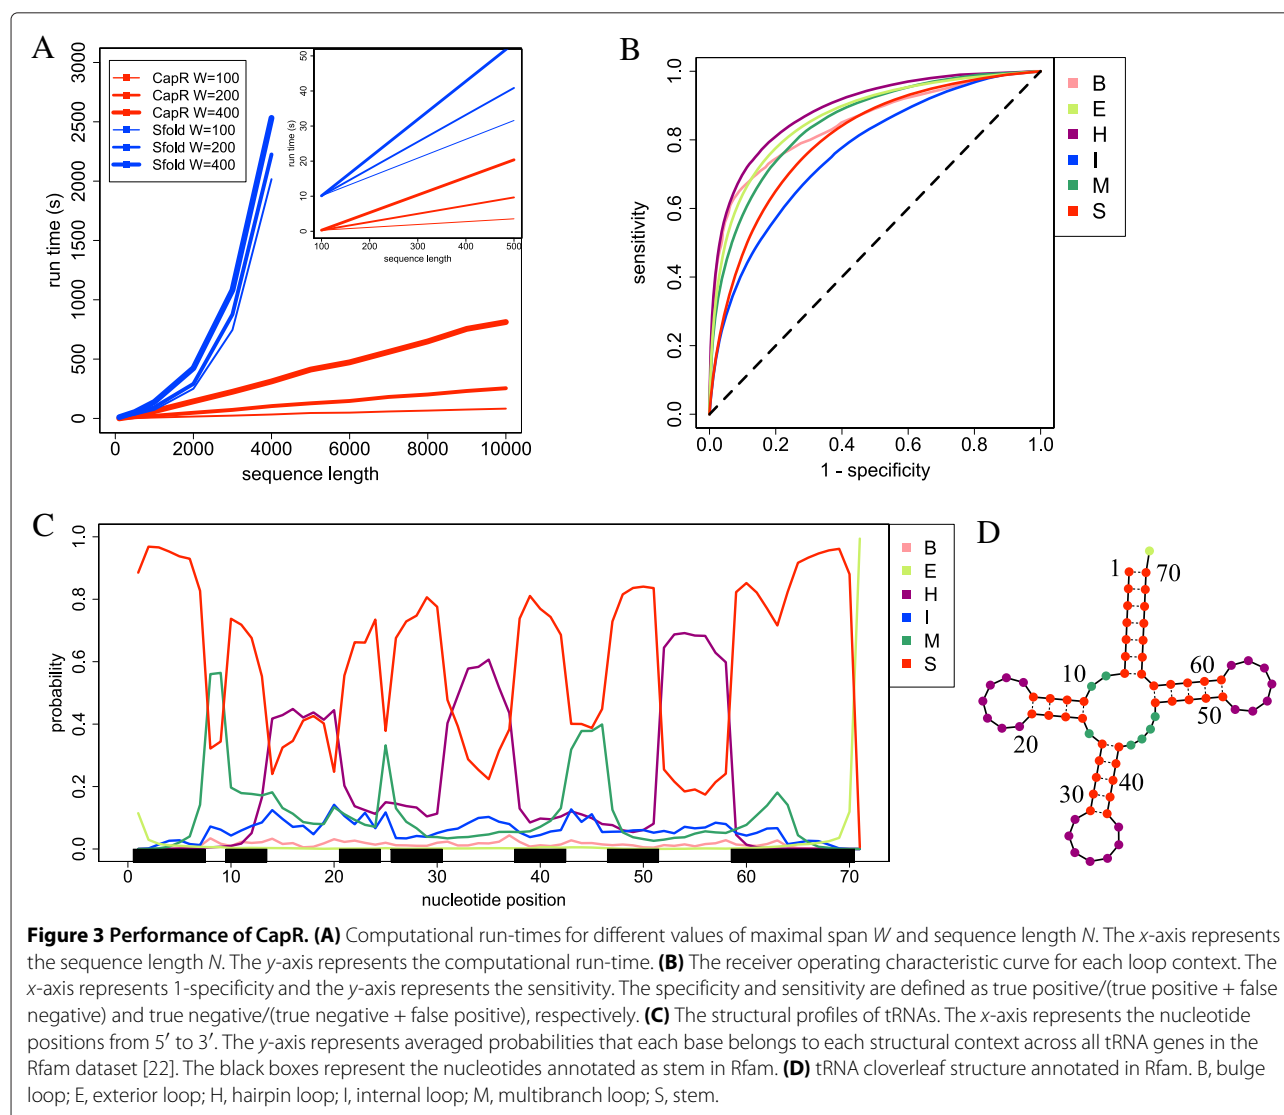 A
3000
2500
2000
1500
1000
500
0
run time (s)
CapR W=100
CapR W=200
CapR W=400
Sfold W=100
Sfold W=200
Sfold W=400
50
40
30
20
10
0
run time (s)
100 200 300 400 500
sequence length
0 2000 4000 6000 8000 10000
sequence length
B
1.0
0.8
0.6
0.4
0.2
0.0
sensitivity
0.0 0.2 0.4 0.6 0.8 1.0
1 - specificity
B
E
H
I
M
S
C
1.0
0.8
0.6
0.4
0.2
0.0
probability
0 10 20 30 40 50 60 70
nucleotide position
B
E
H
I
M
S
D
1 70
10 60
20 50
30 40
Figure 3 Performance of CapR. (A) Computational run-times for different values of maximal span W and sequence length N. The x-axis represents
the sequence length N. The y-axis represents the computational run-time. (B) The receiver operating characteristic curve for each loop context. The
x-axis represents 1-specificity and the y-axis represents the sensitivity. The specificity and sensitivity are defined as true positive/(true positive + false
negative) and true negative/(true negative + false positive), respectively. (C) The structural profiles of tRNAs. The x-axis represents the nucleotide
positions from 5′ to 3′. The y-axis represents averaged probabilities that each base belongs to each structural context across all tRNA genes in the
Rfam dataset [22]. The black boxes represent the nucleotides annotated as stem in Rfam. (D) tRNA cloverleaf structure annotated in Rfam. B, bulge
loop; E, exterior loop; H, hairpin loop; I, internal loop; M, multibranch loop; S, stem.